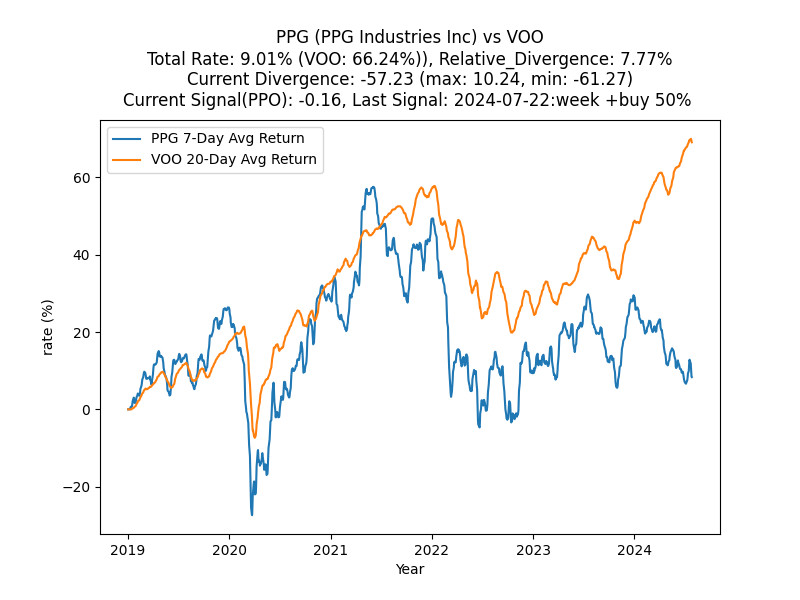 PPG (PPG Industries Inc) vs VOO
Total Rate: 9.01% (VOO: 66.24%)), Relative_Divergence: 7.77%
Current Divergence: -57.23 (max: 10.24, min: -61.27)
Current Signal(PPO): -0.16, Last Signal: 2024-07-22:week +buy 50%
PPG 7-Day Avg Return
VOO 20-Day Avg Return
rate (%)
60
40
20
0
−20
2019 2020 2021 2022 2023 2024
Year